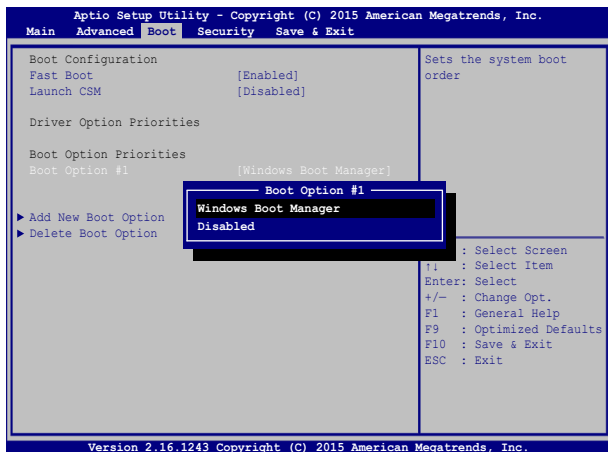 Aptio Setup Utility - Copyright (C) 2015 American Megatrends, Inc.
Main Advanced Boot Security Save & Exit
Boot Configuration
Fast Boot [Enabled]
Launch CSM [Disabled]
Driver Option Priorities
Boot Option Priorities
Boot Option #1 [Windows Boot Manager]
Add New Boot Option
Delete Boot Option
Boot Option #1
Windows Boot Manager
Disabled
Sets the system boot
order
: Select Screen
↑↓ : Select Item
Enter: Select
+/— : Change Opt.
F1 : General Help
F9 : Optimized Defaults
F10 : Save & Exit
ESC : Exit
Version 2.16.1243 Copyright (C) 2015 American Megatrends, Inc.